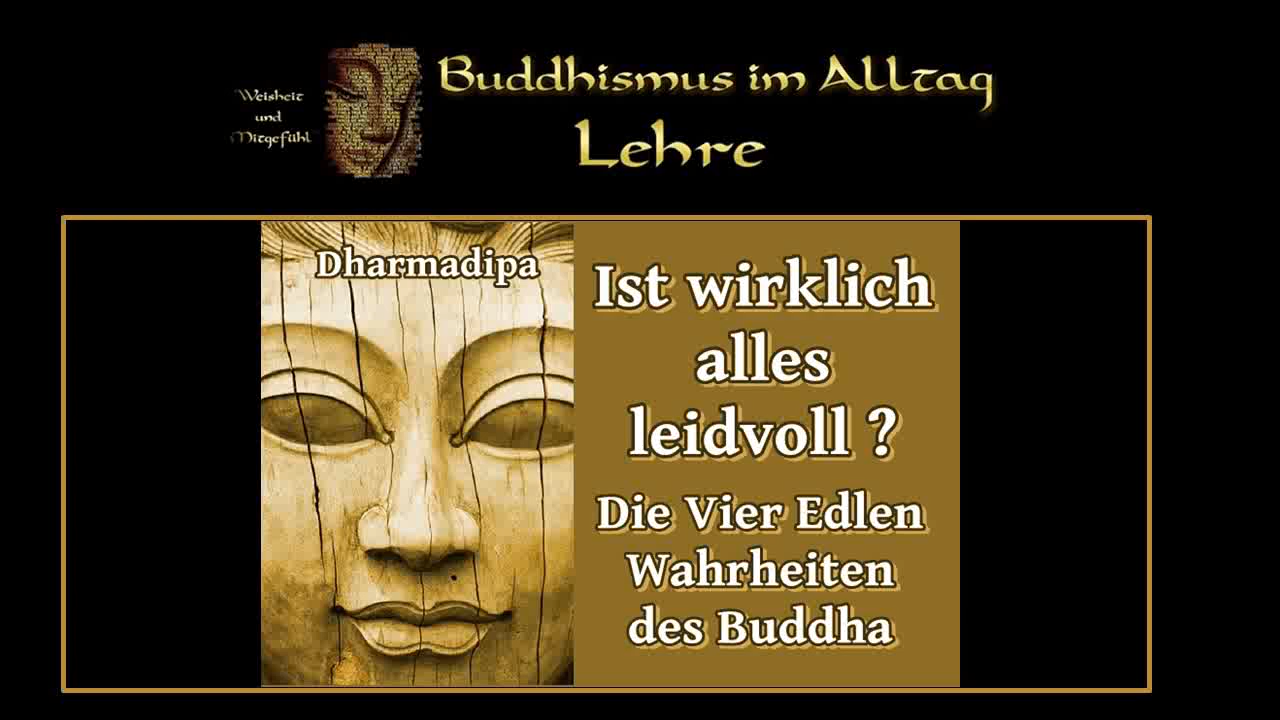 Weisheit
und
Mitgefühl
Buddhismus im Alltag
Lehre
Dharmadipa
Ist wirklich
alles
leidvoll ?
Die Vier Edlen
Wahrheiten
des Buddha